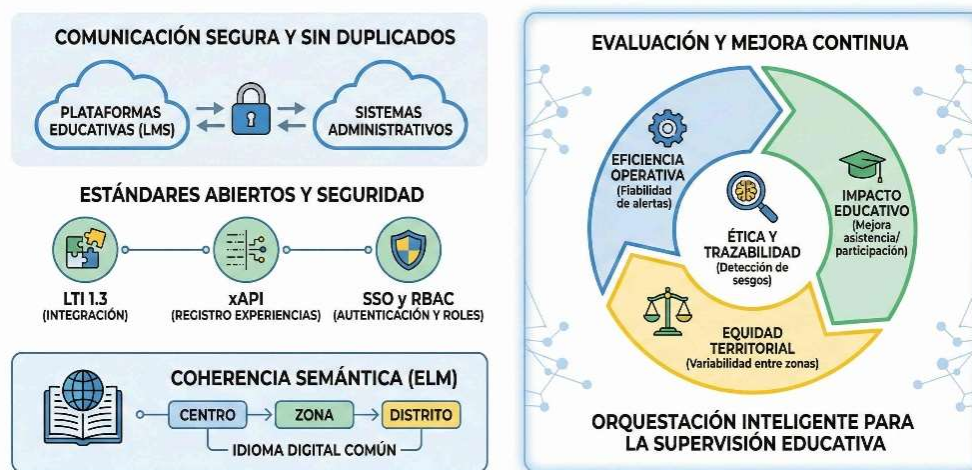 COMUNICACIÓN SEGURA Y SIN DUPLICADOS
PLATAFORMAS
EDUCATIVAS (LMS)
SISTEMAS
ADMINISTRATIVOS
ESTÁNDARES ABIERTOS Y SEGURIDAD
LTI 1.3
(INTEGRACIÓN)
xAPI
(REGISTRO EXPERIENCIAS)
SSO y RBAC
(AUTENTICACIÓN Y ROLES)
COHERENCIA SEMÁNTICA (ELM)
CENTRO
ZONA
DISTRITO
IDIOMA DIGITAL COMÚN
EVALUACIÓN Y MEJORA CONTINUA
EFICIENCIA
OPERATIVA
(Fiabilidad
de alertas)
IMPACTO
EDUCATIVO
(Mejora
asistencia/
participación)
ÉTICA Y
TRAZABILIDAD
(Detección de
sesgos)
EQUIDAD
TERRITORIAL
(Variabilidad entre zonas)
ORQUESTACIÓN INTELIGENTE PARA
LA SUPERVISIÓN EDUCATIVA